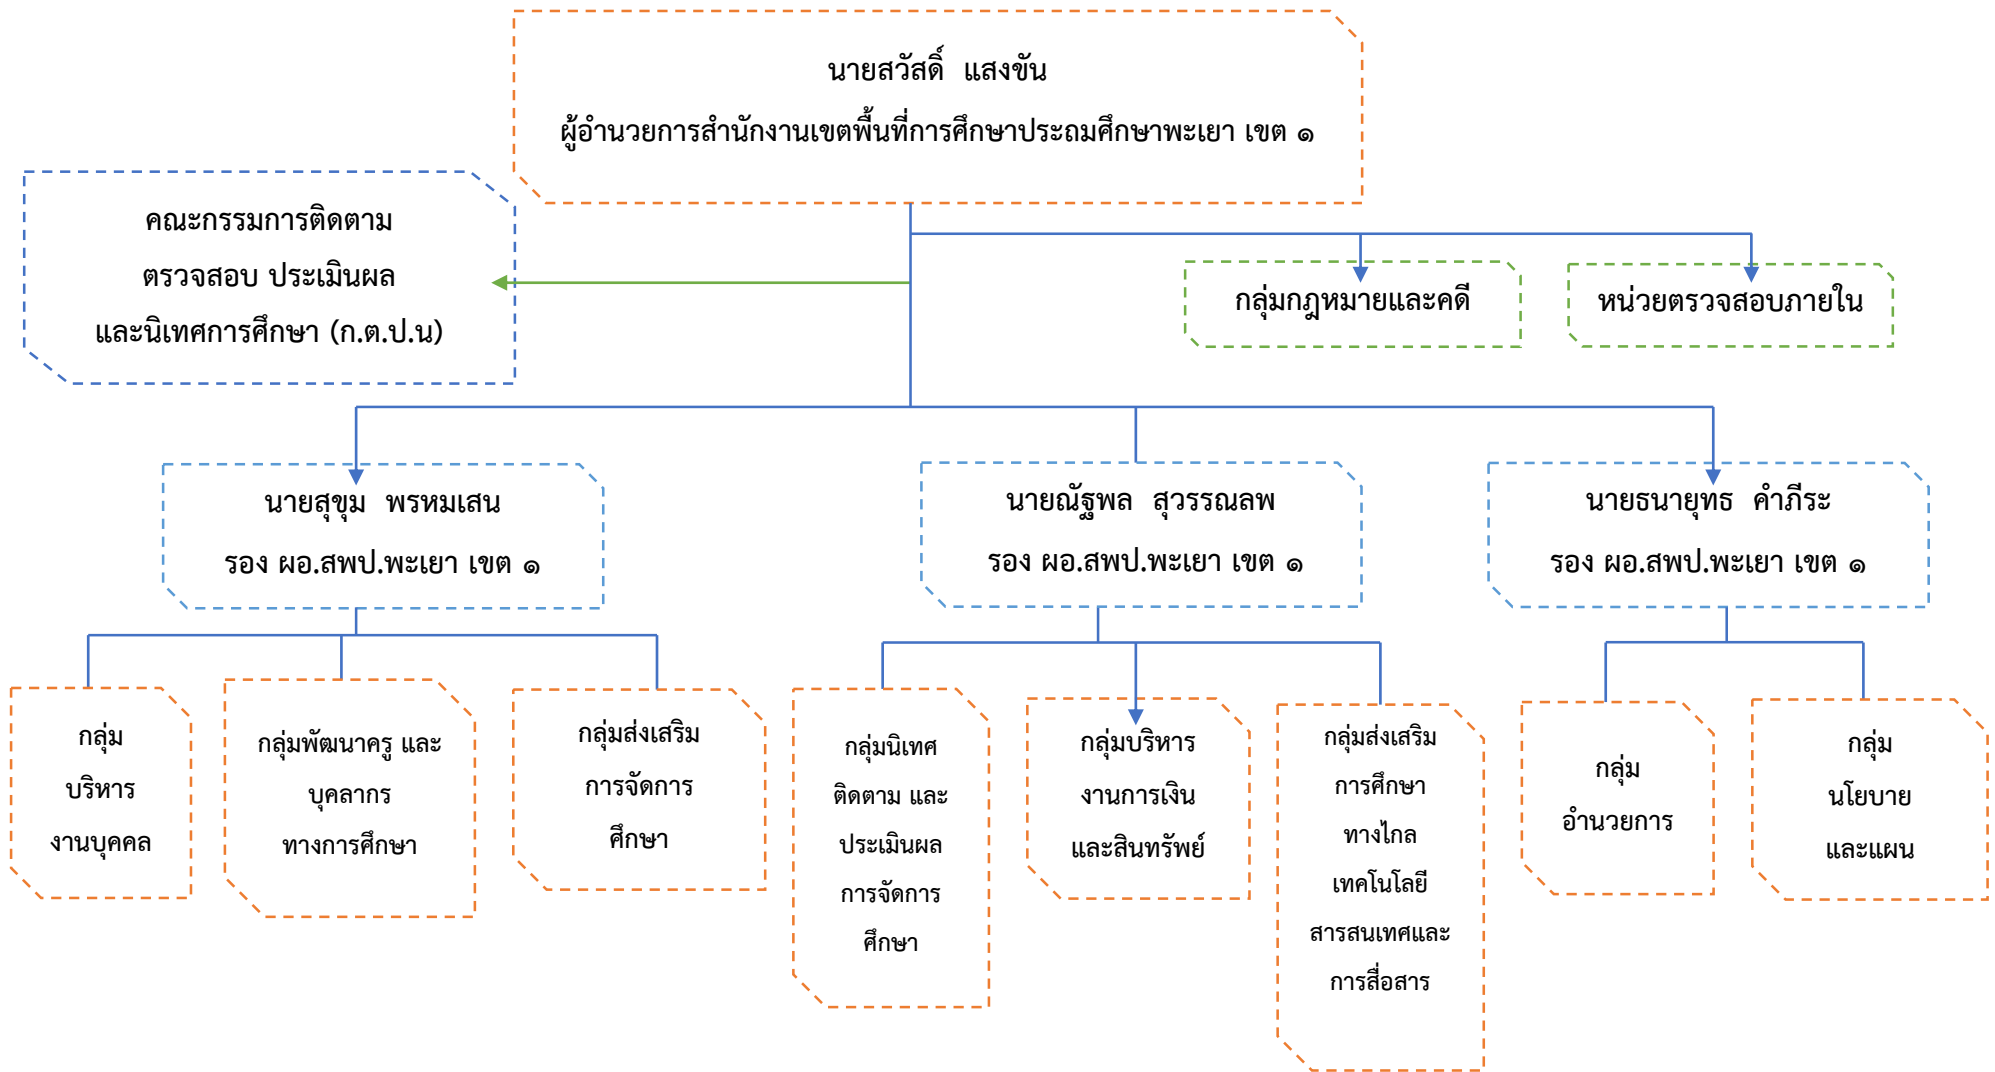 นายสวัสดิ์ แสงขัน
ผู้อำนวยการสำนักงานเขตพื้นที่การศึกษาประถมศึกษาพะเยา เขต ๑
คณะกรรมการติดตาม
ตรวจสอบ ประเมินผล
และนิเทศการศึกษา (ก.ต.ป.น)
กลุ่มกฎหมายและคดี
หน่วยตรวจสอบภายใน
นายสุขุม พรหมเสน
รอง ผอ.สพป.พะเยา เขต ๑
นายณัฐพล สุวรรณลพ
รอง ผอ.สพป.พะเยา เขต ๑
นายธนายุทธ คำภีระ
รอง ผอ.สพป.พะเยา เขต ๑
กลุ่ม
บริหาร
งานบุคคล
กลุ่มพัฒนาครู และ
บุคลากร
ทางการศึกษา
กลุ่มส่งเสริม
การจัดการ
ศึกษา
กลุ่มนิเทศ
ติดตาม และ
ประเมินผล
การจัดการ
ศึกษา
กลุ่มบริหาร
งานการเงิน
และสินทรัพย์
กลุ่มส่งเสริม
การศึกษา
ทางไกล
เทคโนโลยี
สารสนเทศและ
การสื่อสาร
กลุ่ม
อำนวยการ
กลุ่ม
นโยบาย
และแผน